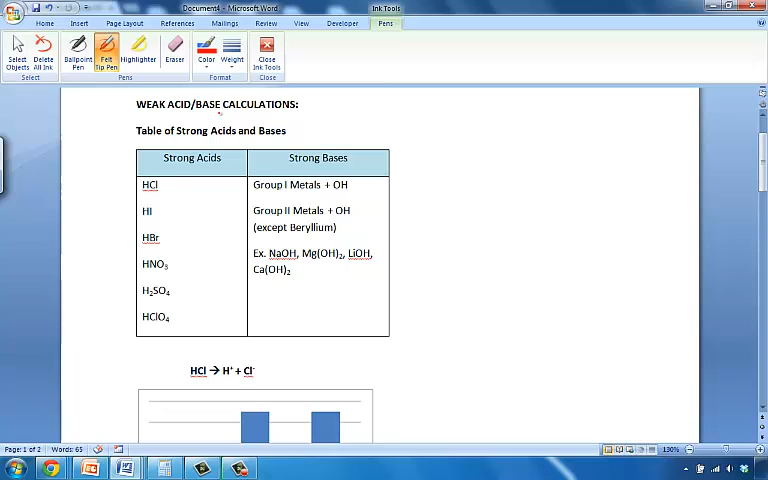 Document4 - Microsoft Word
Ink Tools
Home Insert Page Layout References Mailings Review View Developer Pens
Select Objects
Delete All Ink
Ballpoint Pen
Felt Tip Pen
Highlighter
Eraser
Color
Weight
Close Ink Tools
Select Pens Format Close
WEAK ACID/BASE CALCULATIONS:
Table of Strong Acids and Bases
Strong Acids Strong Bases
HCl Group I Metals + OH
HI Group II Metals + OH
(except Beryllium)
HBr
Ex. NaOH, Mg(OH)₂, LiOH,
HNO₃
Ca(OH)₂
H₂SO₄
HClO₄
HCl → H⁺ + Cl⁻
Page: 1 of 2 Words: 65 130%
5:08 PM